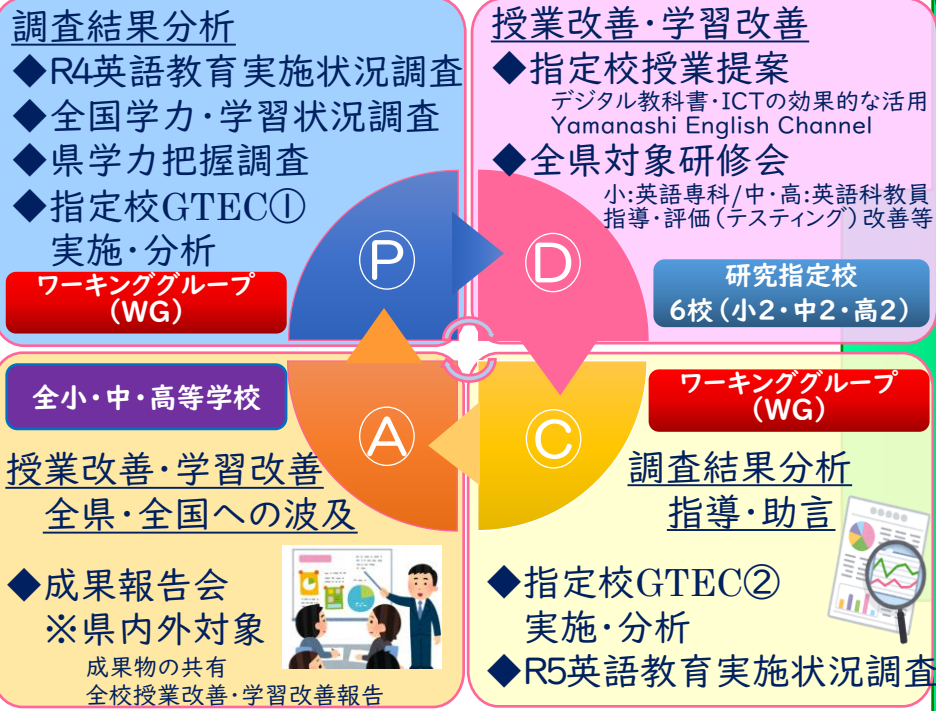 調査結果分析
◆R4英語教育実施状況調査
◆全国学力・学習状況調査
◆県学力把握調査
◆指定校GTEC①
実施・分析
ワーキンググループ
(WG)
P
授業改善・学習改善
◆指定校授業提案
デジタル教科書・ICTの効果的な活用
Yamanashi English Channel
◆全県対象研修会
小:英語専科/中・高:英語科教員
指導・評価(テスティング)改善等
D
研究指定校
6校(小2・中2・高2)
全小・中・高等学校
A
授業改善・学習改善
全県・全国への波及
◆成果報告会
※県内外対象
成果物の共有
全校授業改善・学習改善報告
C
ワーキンググループ
(WG)
調査結果分析
指導・助言
◆指定校GTEC②
実施・分析
◆R5英語教育実施状況調査